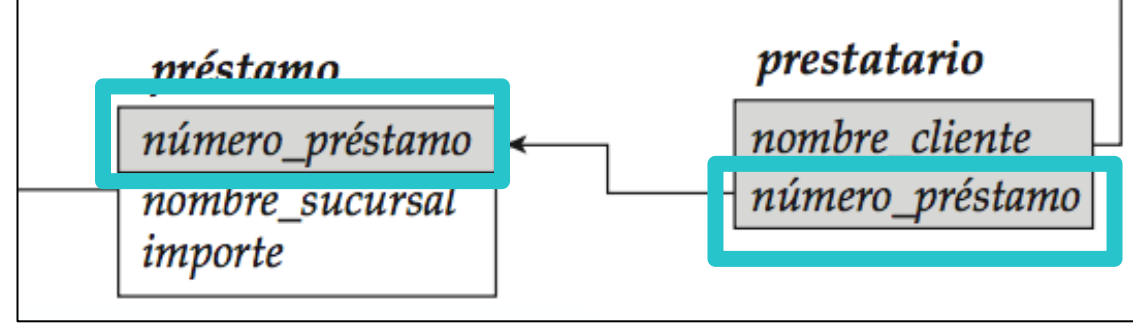 préstamo
número_préstamo
nombre_sucursal
importe
prestatario
nombre_cliente
número_préstamo